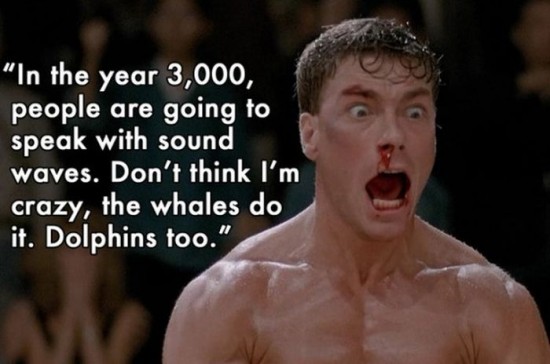 “In the year 3,000,
people are going to
speak with sound
waves. Don’t think I’m
crazy, the whales do
it. Dolphins too.”